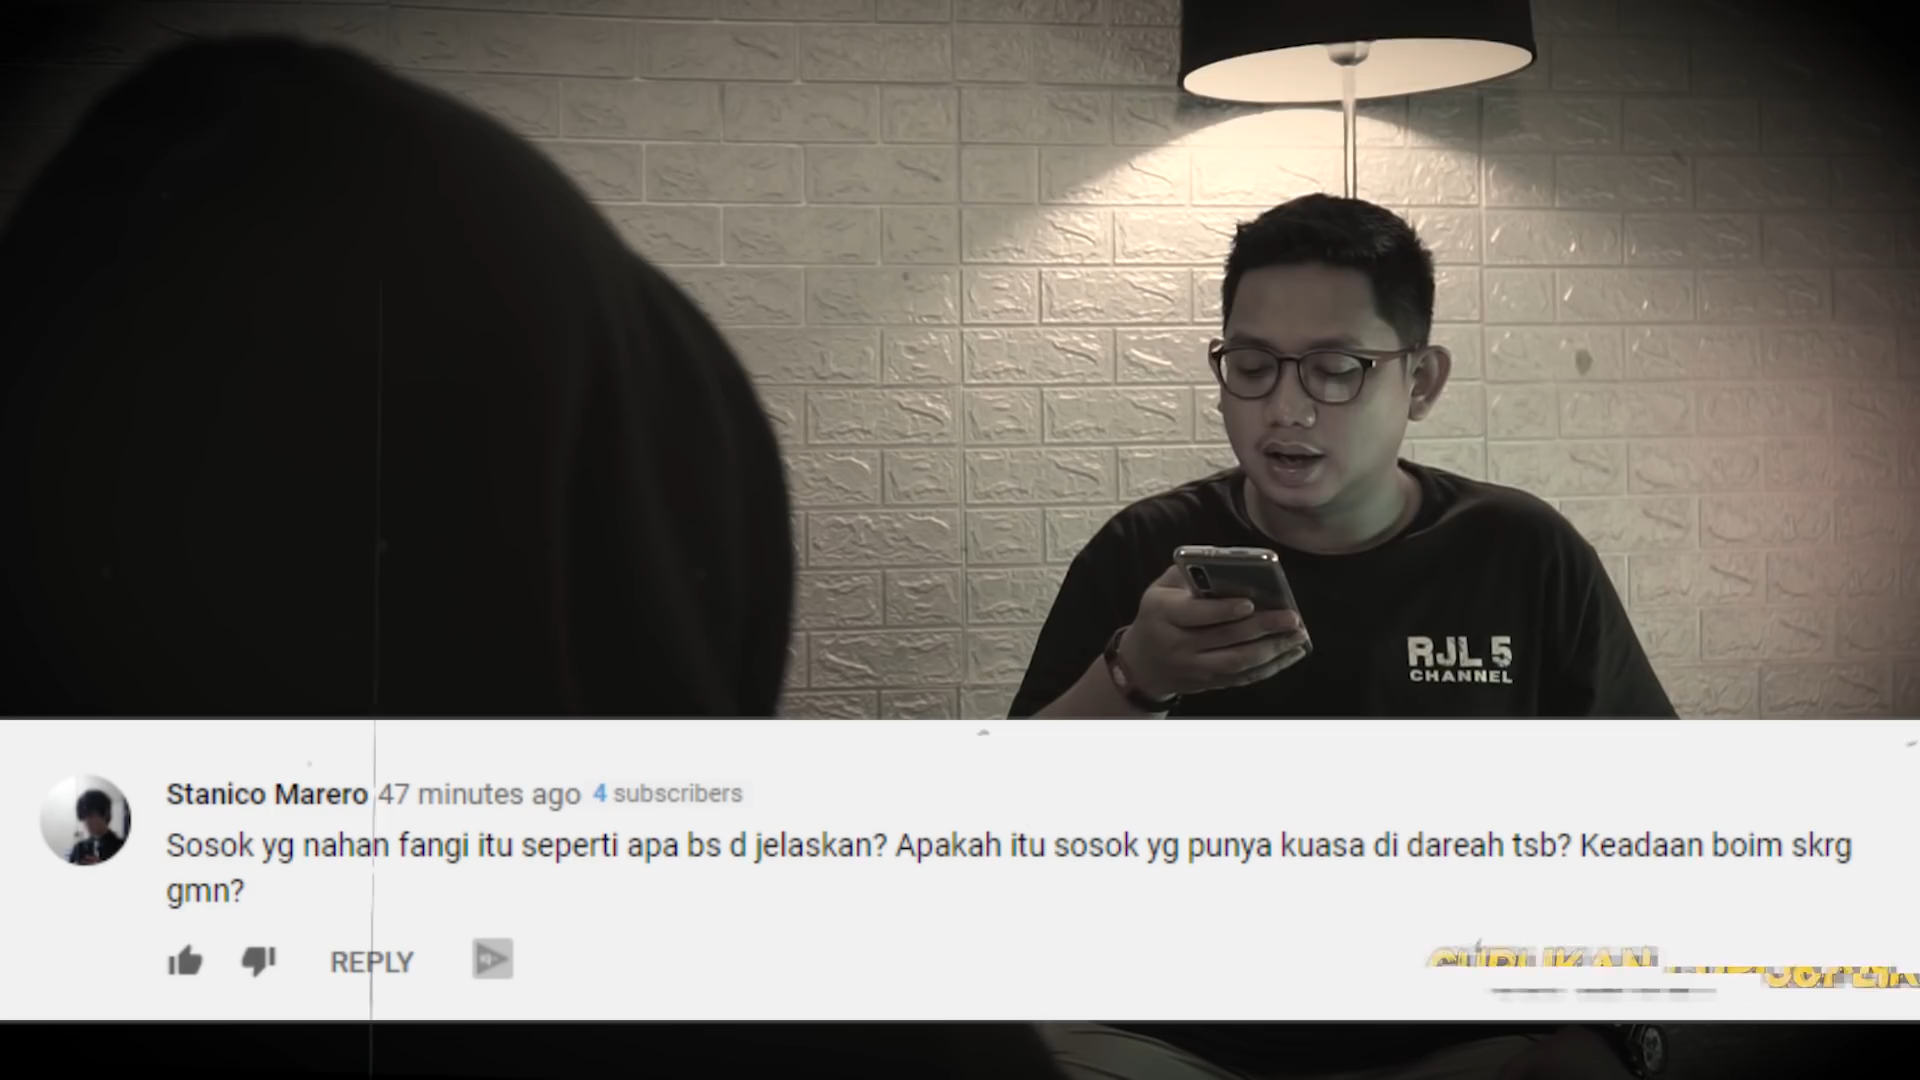 RJL 5
CHANNEL
Stanico Marero 47 minutes ago 4 subscribers
Sosok yg nahan fangi itu seperti apa bs d jelaskan? Apakah itu sosok yg punya kuasa di dareah tsb? Keadaan boim skrg
gmn?
REPLY